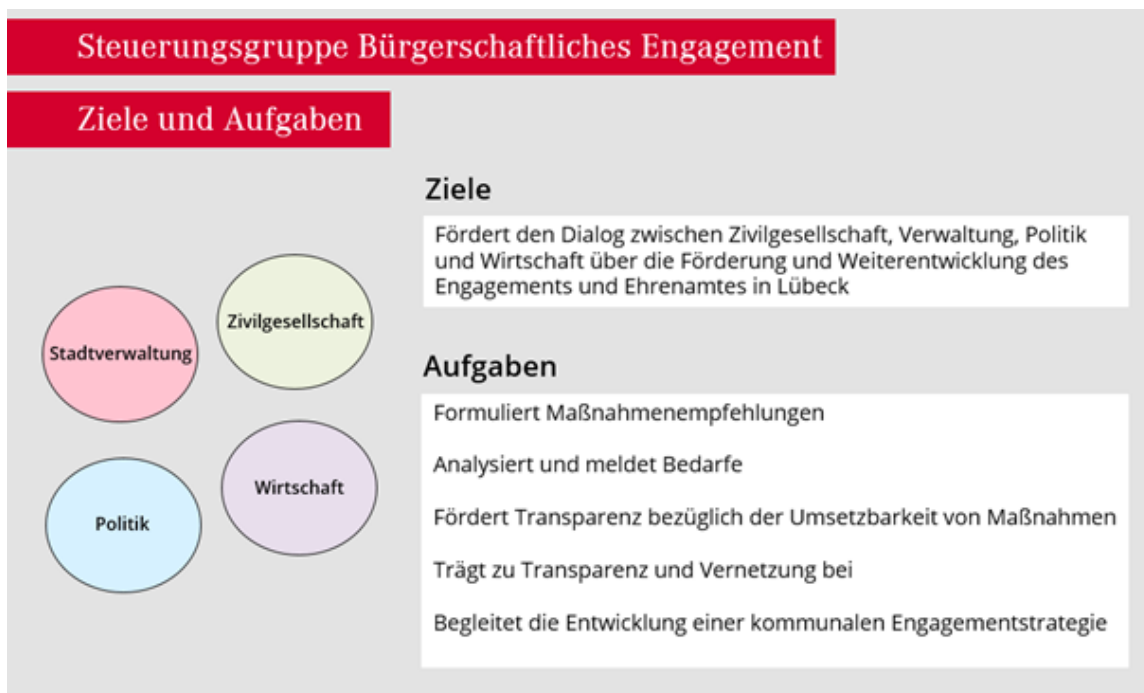 Steuerungsgruppe Bürgerschaftliches Engagement
Ziele und Aufgaben
Stadtverwaltung
Zivilgesellschaft
Politik
Wirtschaft
Ziele
Fördert den Dialog zwischen Zivilgesellschaft, Verwaltung, Politik
und Wirtschaft über die Förderung und Weiterentwicklung des
Engagements und Ehrenamtes in Lübeck
Aufgaben
Formuliert Maßnahmenempfehlungen
Analysiert und meldet Bedarfe
Fördert Transparenz bezüglich der Umsetzbarkeit von Maßnahmen
Trägt zu Transparenz und Vernetzung bei
Begleitet die Entwicklung einer kommunalen Engagementstrategie